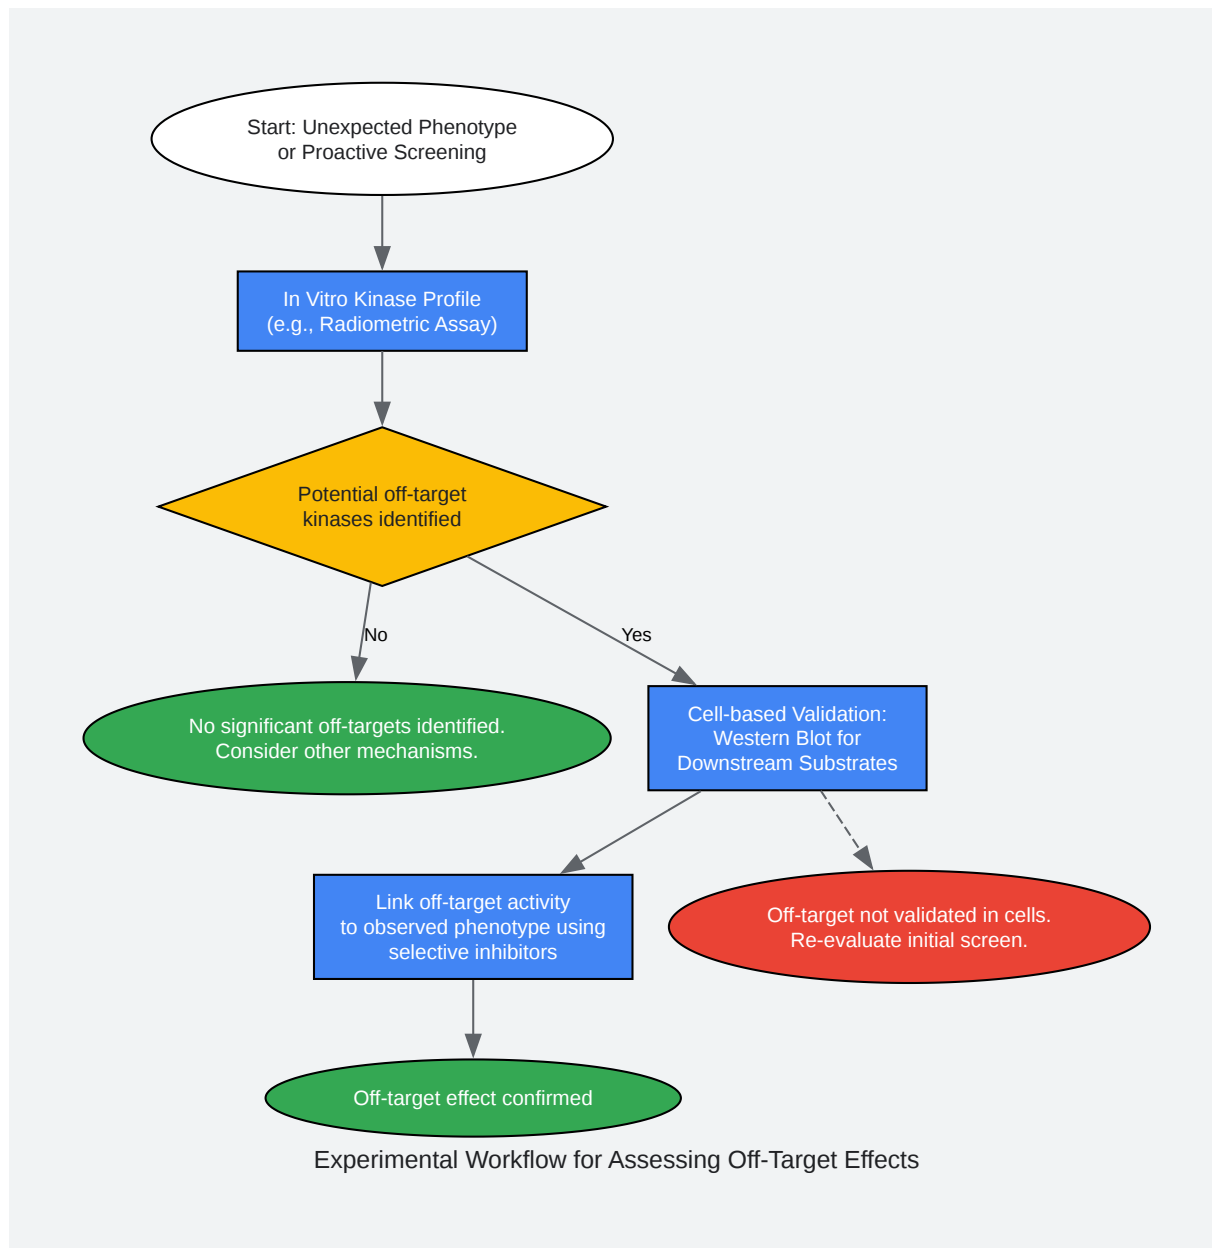 Start: Unexpected Phenotype
or Proactive Screening
In Vitro Kinase Profile
(e.g., Radiometric Assay)
Potential off-target
kinases identified
No
Yes
No significant off-targets identified.
Consider other mechanisms.
Cell-based Validation:
Western Blot for
Downstream Substrates
Link off-target activity
to observed phenotype using
selective inhibitors
Off-target not validated in cells.
Re-evaluate initial screen.
Off-target effect confirmed
Experimental Workflow for Assessing Off-Target Effects